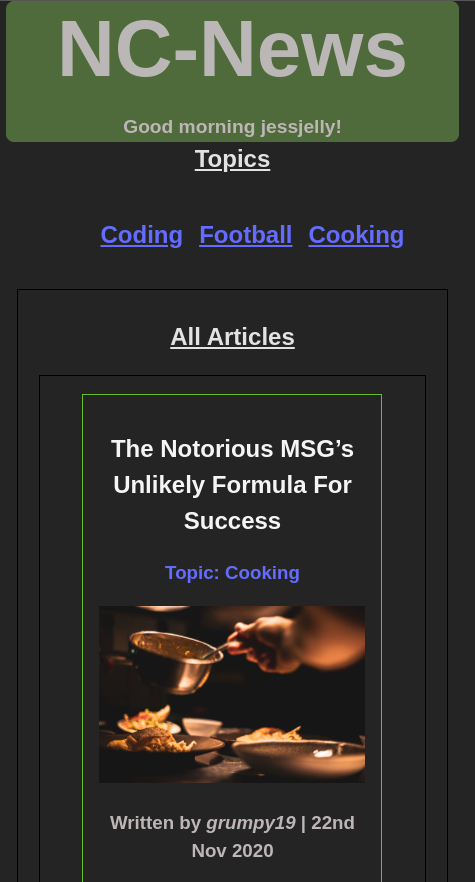 NC-News
Good morning jessjelly!
Topics
Coding Football Cooking
All Articles
The Notorious MSG’s
Unlikely Formula For
Success
Topic: Cooking
Written by grumpy19 | 22nd
Nov 2020